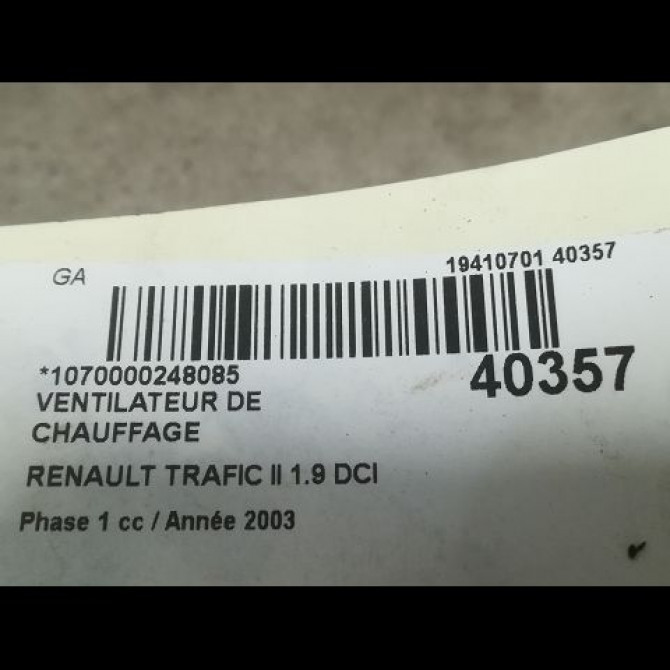 GA
19410701 40357
*1070000248085
40357
VENTILATEUR DE
CHAUFFAGE
RENAULT TRAFIC II 1.9 DCI
Phase 1 cc / Année 2003